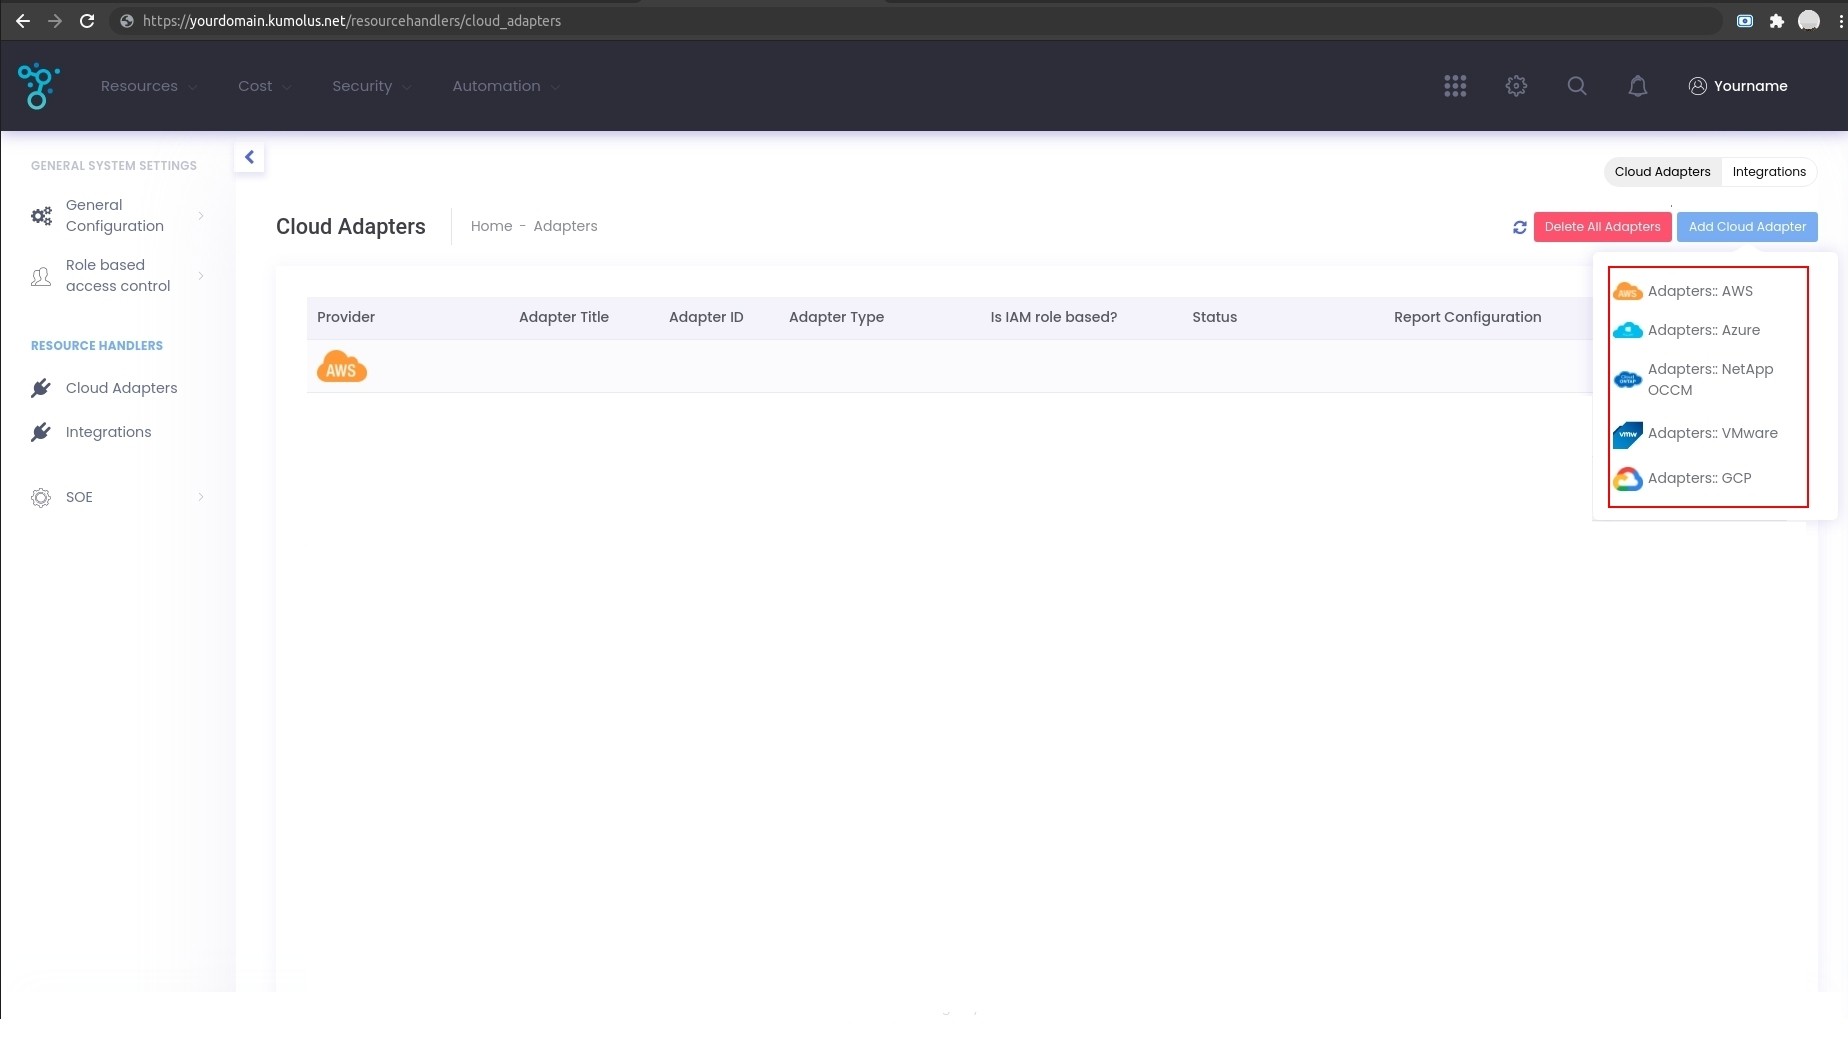 https://yourdomain.kumolus.net/resourcehandlers/cloud_adapters
Resources
Cost
Security
Automation
Yourname
GENERAL SYSTEM SETTINGS
General
Configuration
Role based
access control
RESOURCE HANDLERS
Cloud Adapters
Integrations
SOE
Cloud Adapters
Integrations
Cloud Adapters
Home - Adapters
Delete All Adapters
Add Cloud Adapter
Provider
Adapter Title
Adapter ID
Adapter Type
Is IAM role based?
Status
Report Configuration
AWS
AWS
Adapters:: AWS
Adapters:: Azure
Adapters:: NetApp
OCCM
vmw
Adapters:: VMware
Adapters:: GCP